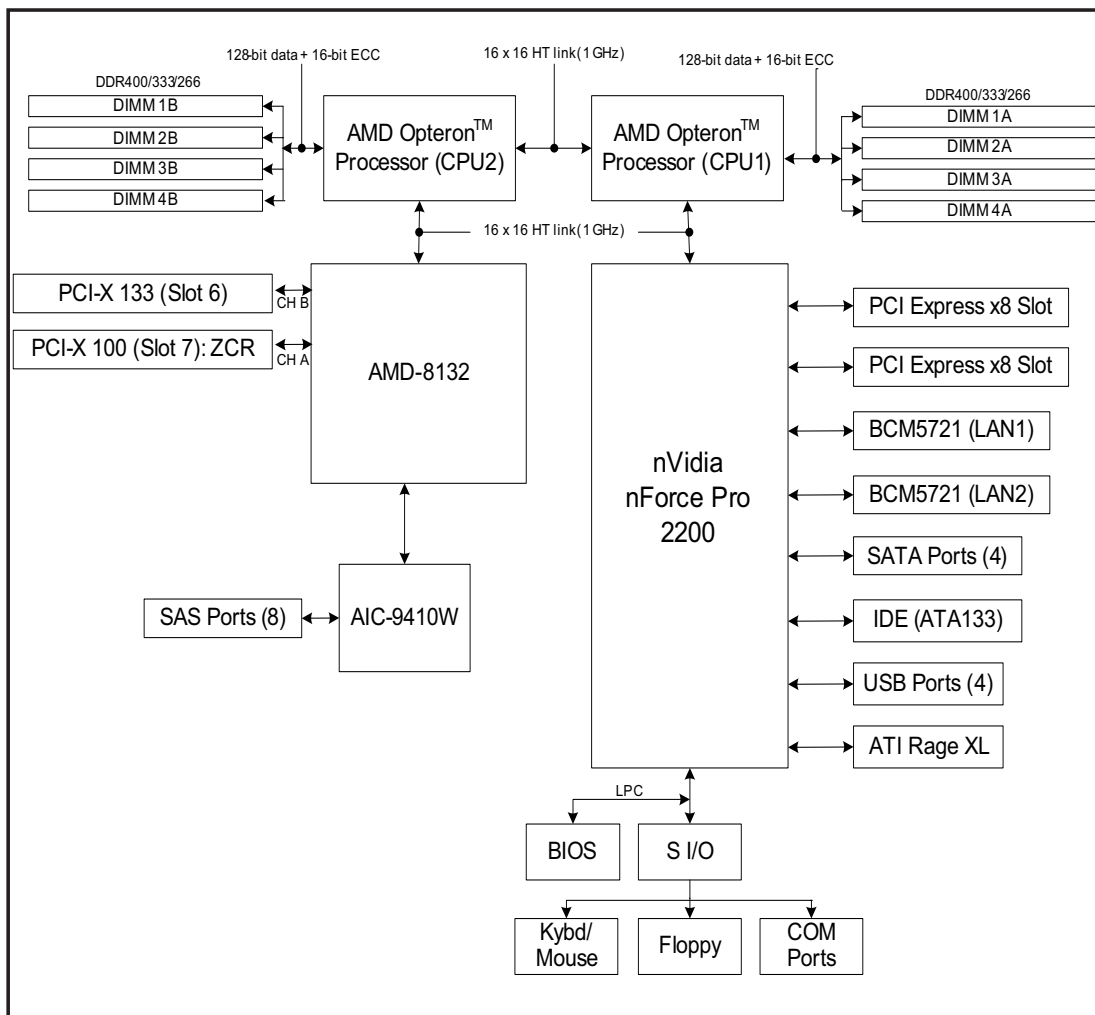 128-bit data + 16-bit ECC
16 x 16 HT link(1 GHz)
128-bit data + 16-bit ECC
DDR400/333/266
DIMM 1B
DIMM 2B
DIMM 3B
DIMM 4B
AMD Opteron™
Processor (CPU2)
AMD Opteron™
Processor (CPU1)
DDR400/333/266
DIMM 1A
DIMM 2A
DIMM 3A
DIMM 4A
16 x 16 HT link(1 GHz)
PCI-X 133 (Slot 6)
CH B
PCI-X 100 (Slot 7): ZCR
CH A
AMD-8132
SAS Ports (8)
AIC-9410W
nVidia
nForce Pro
2200
PCI Express x8 Slot
PCI Express x8 Slot
BCM5721 (LAN1)
BCM5721 (LAN2)
SATA Ports (4)
IDE (ATA133)
USB Ports (4)
ATI Rage XL
LPC
BIOS
S I/O
Kybd/
Mouse
Floppy
COM
Ports